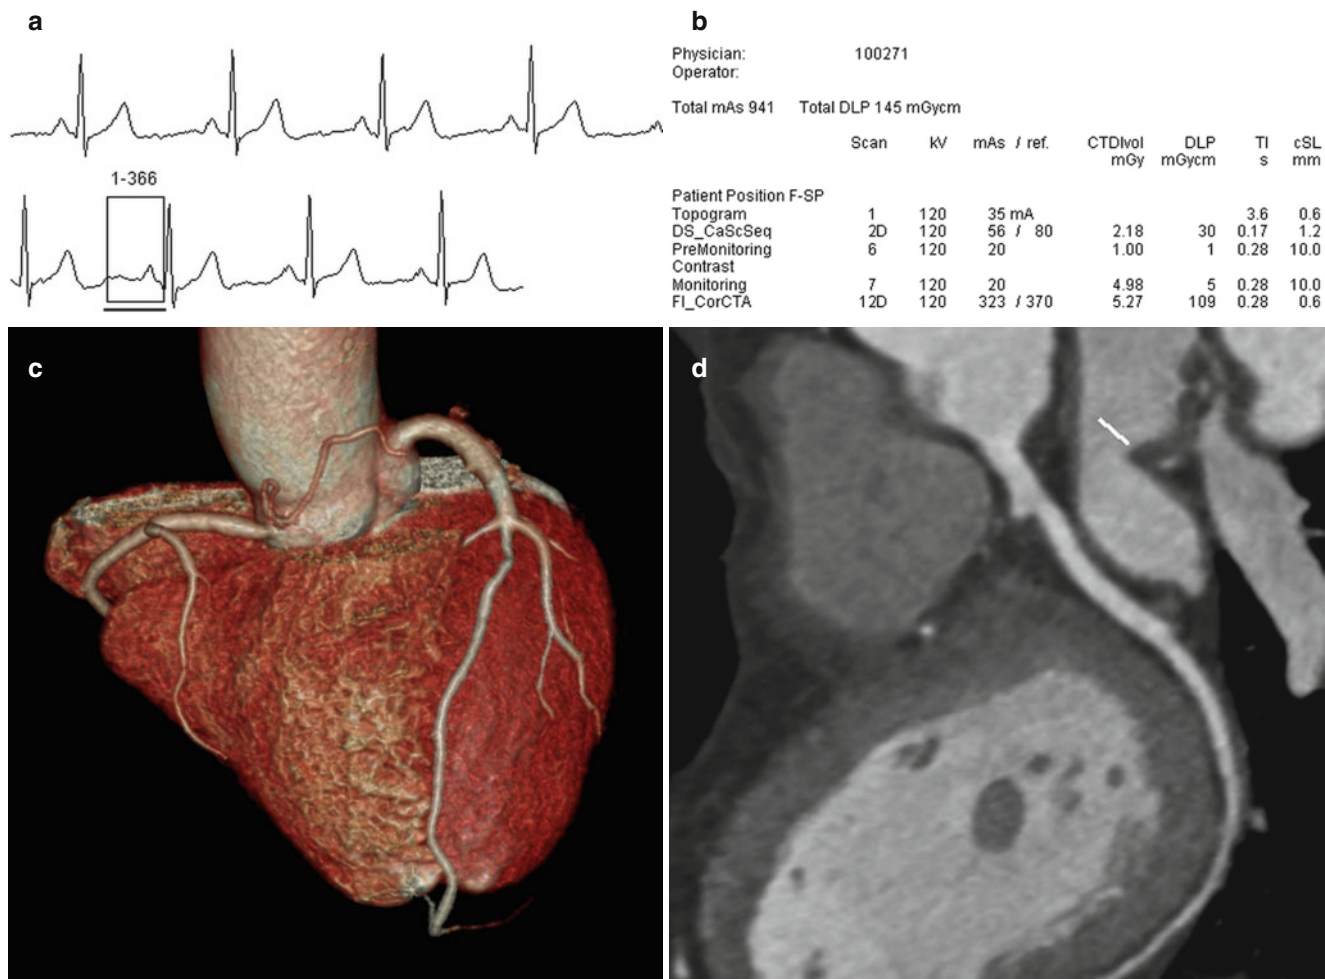 a
1-366
b
Physician: 100271
Operator:
Total mAs 941 Total DLP 145 mGycm
Scan kV mAs / ref. CTDIvol DLP TI cSL
mGy mGycm s mm
Patient Position F-SP
Topogram 1 120 35 mA 3.6 0.6
DS_CaScSeq 2D 120 56 / 80 2.18 30 0.17 1.2
PreMonitoring 6 120 20 1.00 1 0.28 10.0
Contrast
Monitoring 7 120 20 4.98 5 0.28 10.0
FI_CorCTA 12D 120 323 / 370 5.27 109 0.28 0.6
c
d